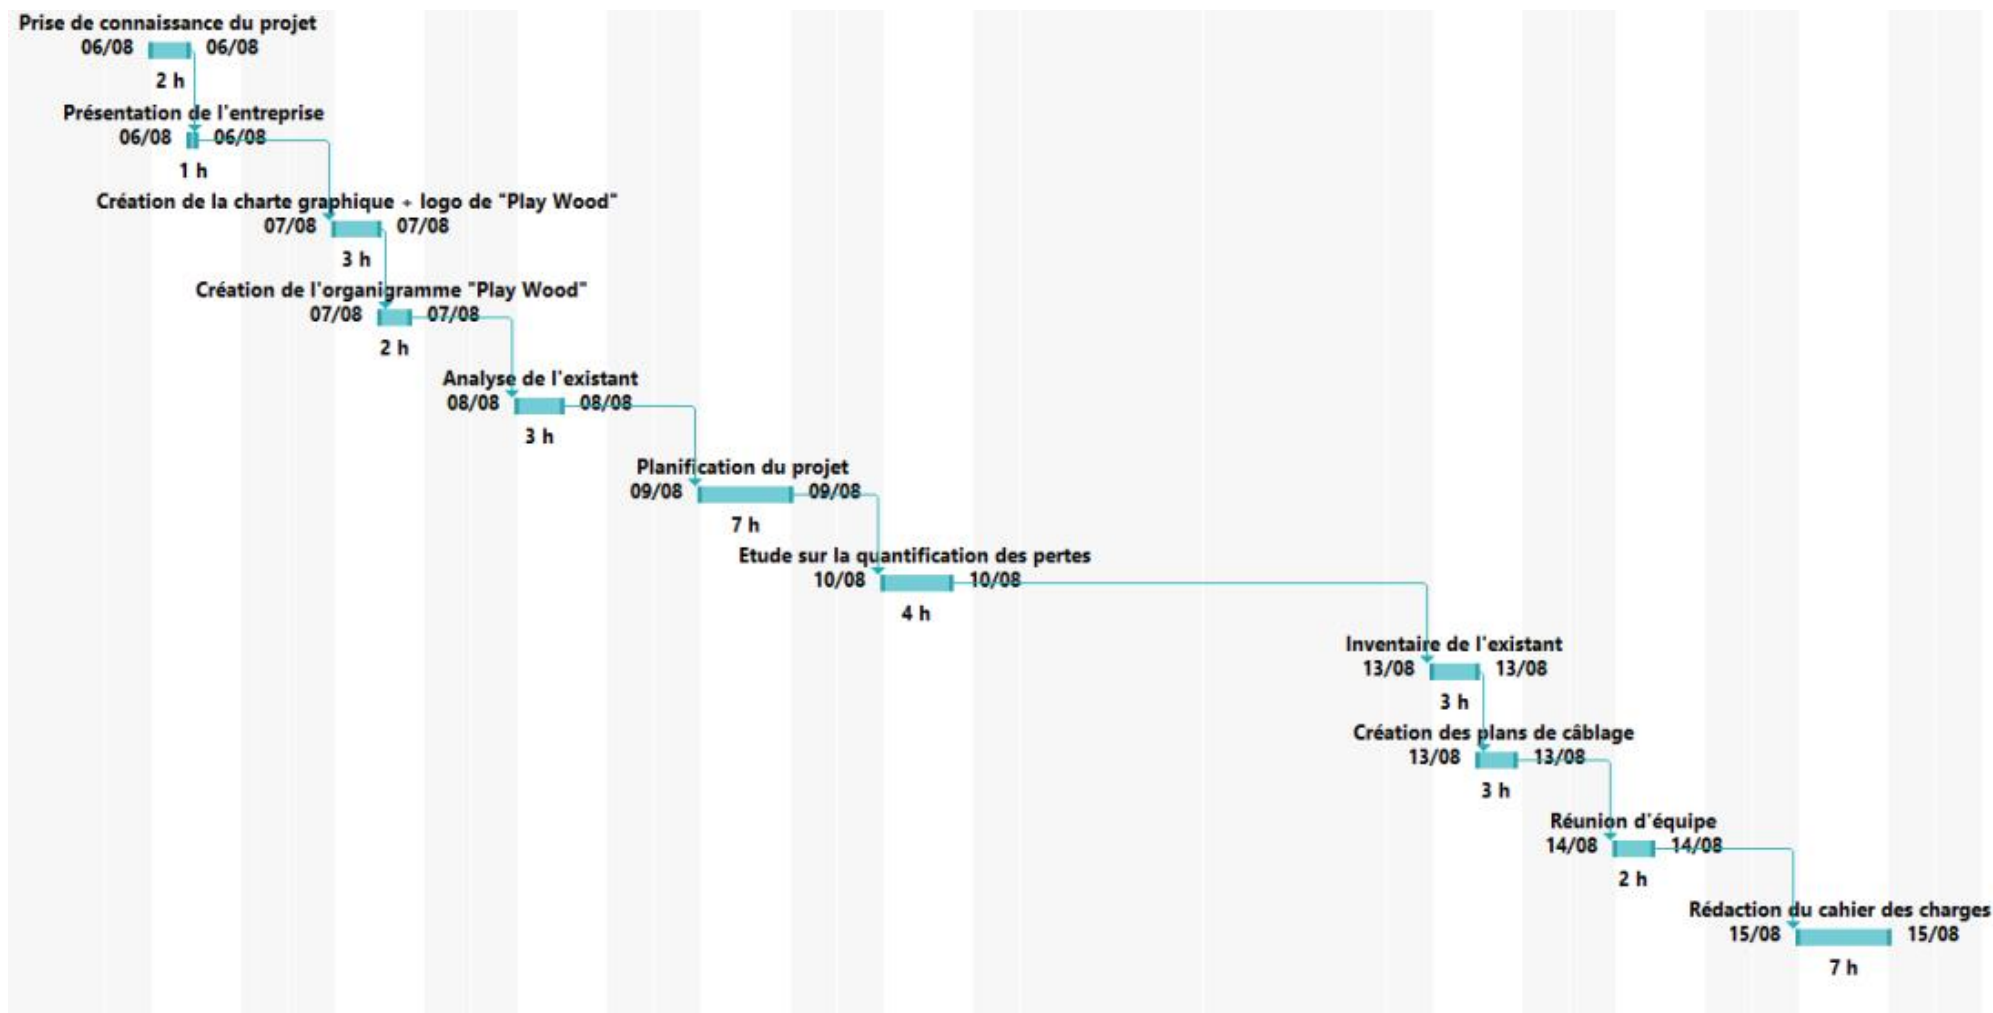 Prise de connaissance du projet
06/08 06/08
2 h
Présentation de l'entreprise
06/08 06/08
1 h
Création de la charte graphique + logo de "Play Wood"
07/08 07/08
3 h
Création de l'organigramme "Play Wood"
07/08 07/08
2 h
Analyse de l'existant
08/08 08/08
3 h
Planification du projet
09/08 09/08
7 h
Etude sur la quantification des pertes
10/08 10/08
4 h
Inventaire de l'existant
13/08 13/08
3 h
Création des plans de câblage
13/08 13/08
3 h
Réunion d'équipe
14/08 14/08
2 h
Rédaction du cahier des charges
15/08 15/08
7 h